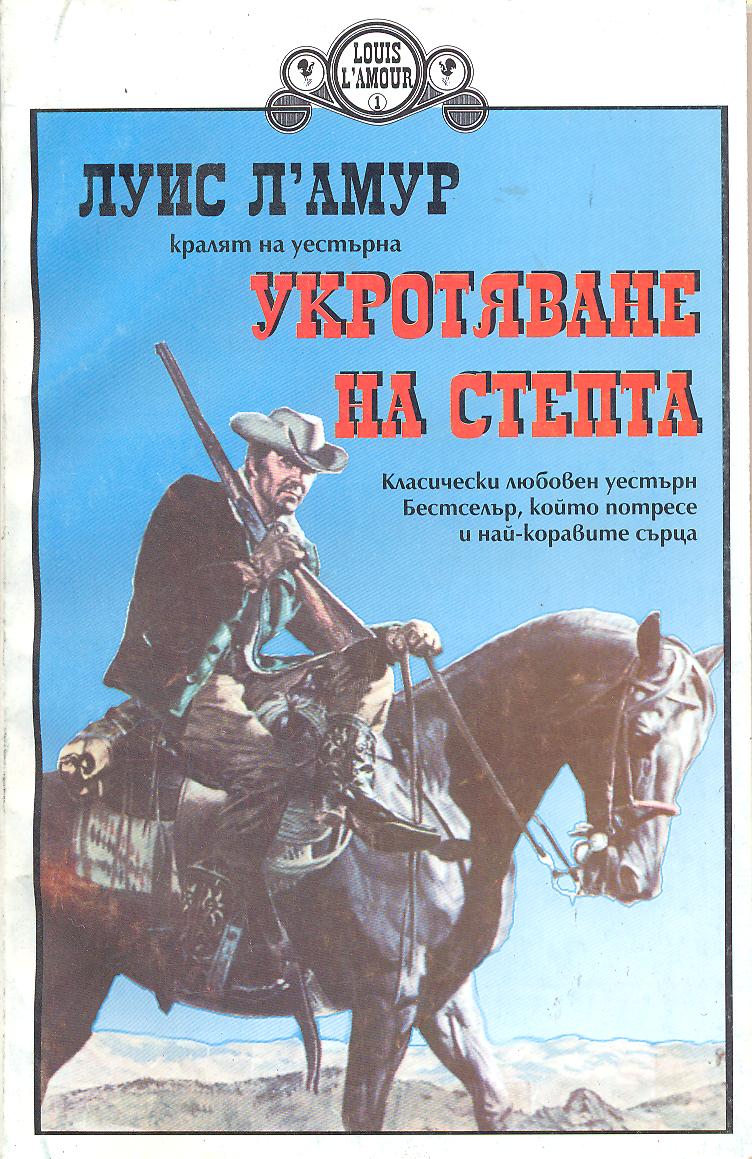 LOUIS
L'AMOUR
1
ЛУИС Л'АМУР
кралят на уестърна
УКРОТЯВАНЕ
НА СТЕПТА
Класически любовен уестърн
Бестселър, който потресе
и най-коравите сърца